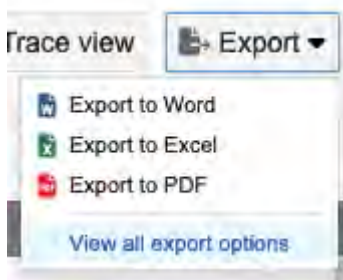 Trace view Export
Export to Word
Export to Excel
Export to PDF
View all export options